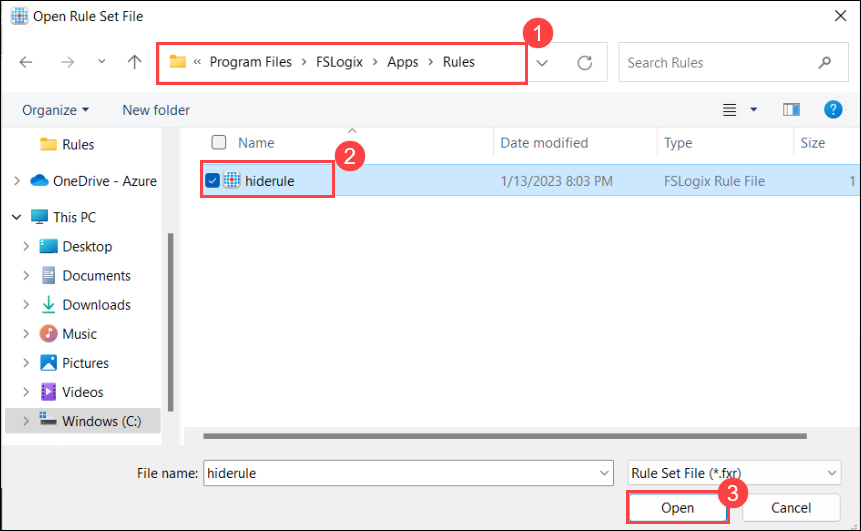 Open Rule Set File
1
« Program Files > FSLogix > Apps > Rules
Search Rules
Organize
New folder
?
Rules
Name
Date modified
Type
Size
2
OneDrive - Azure
hiderule
1/13/2023 8:03 PM
FSLogix Rule File
1
This PC
Desktop
Documents
Downloads
Music
Pictures
Videos
Windows (C:)
File name:
hiderule
Rule Set File (*.fxr)
3
Open
Cancel